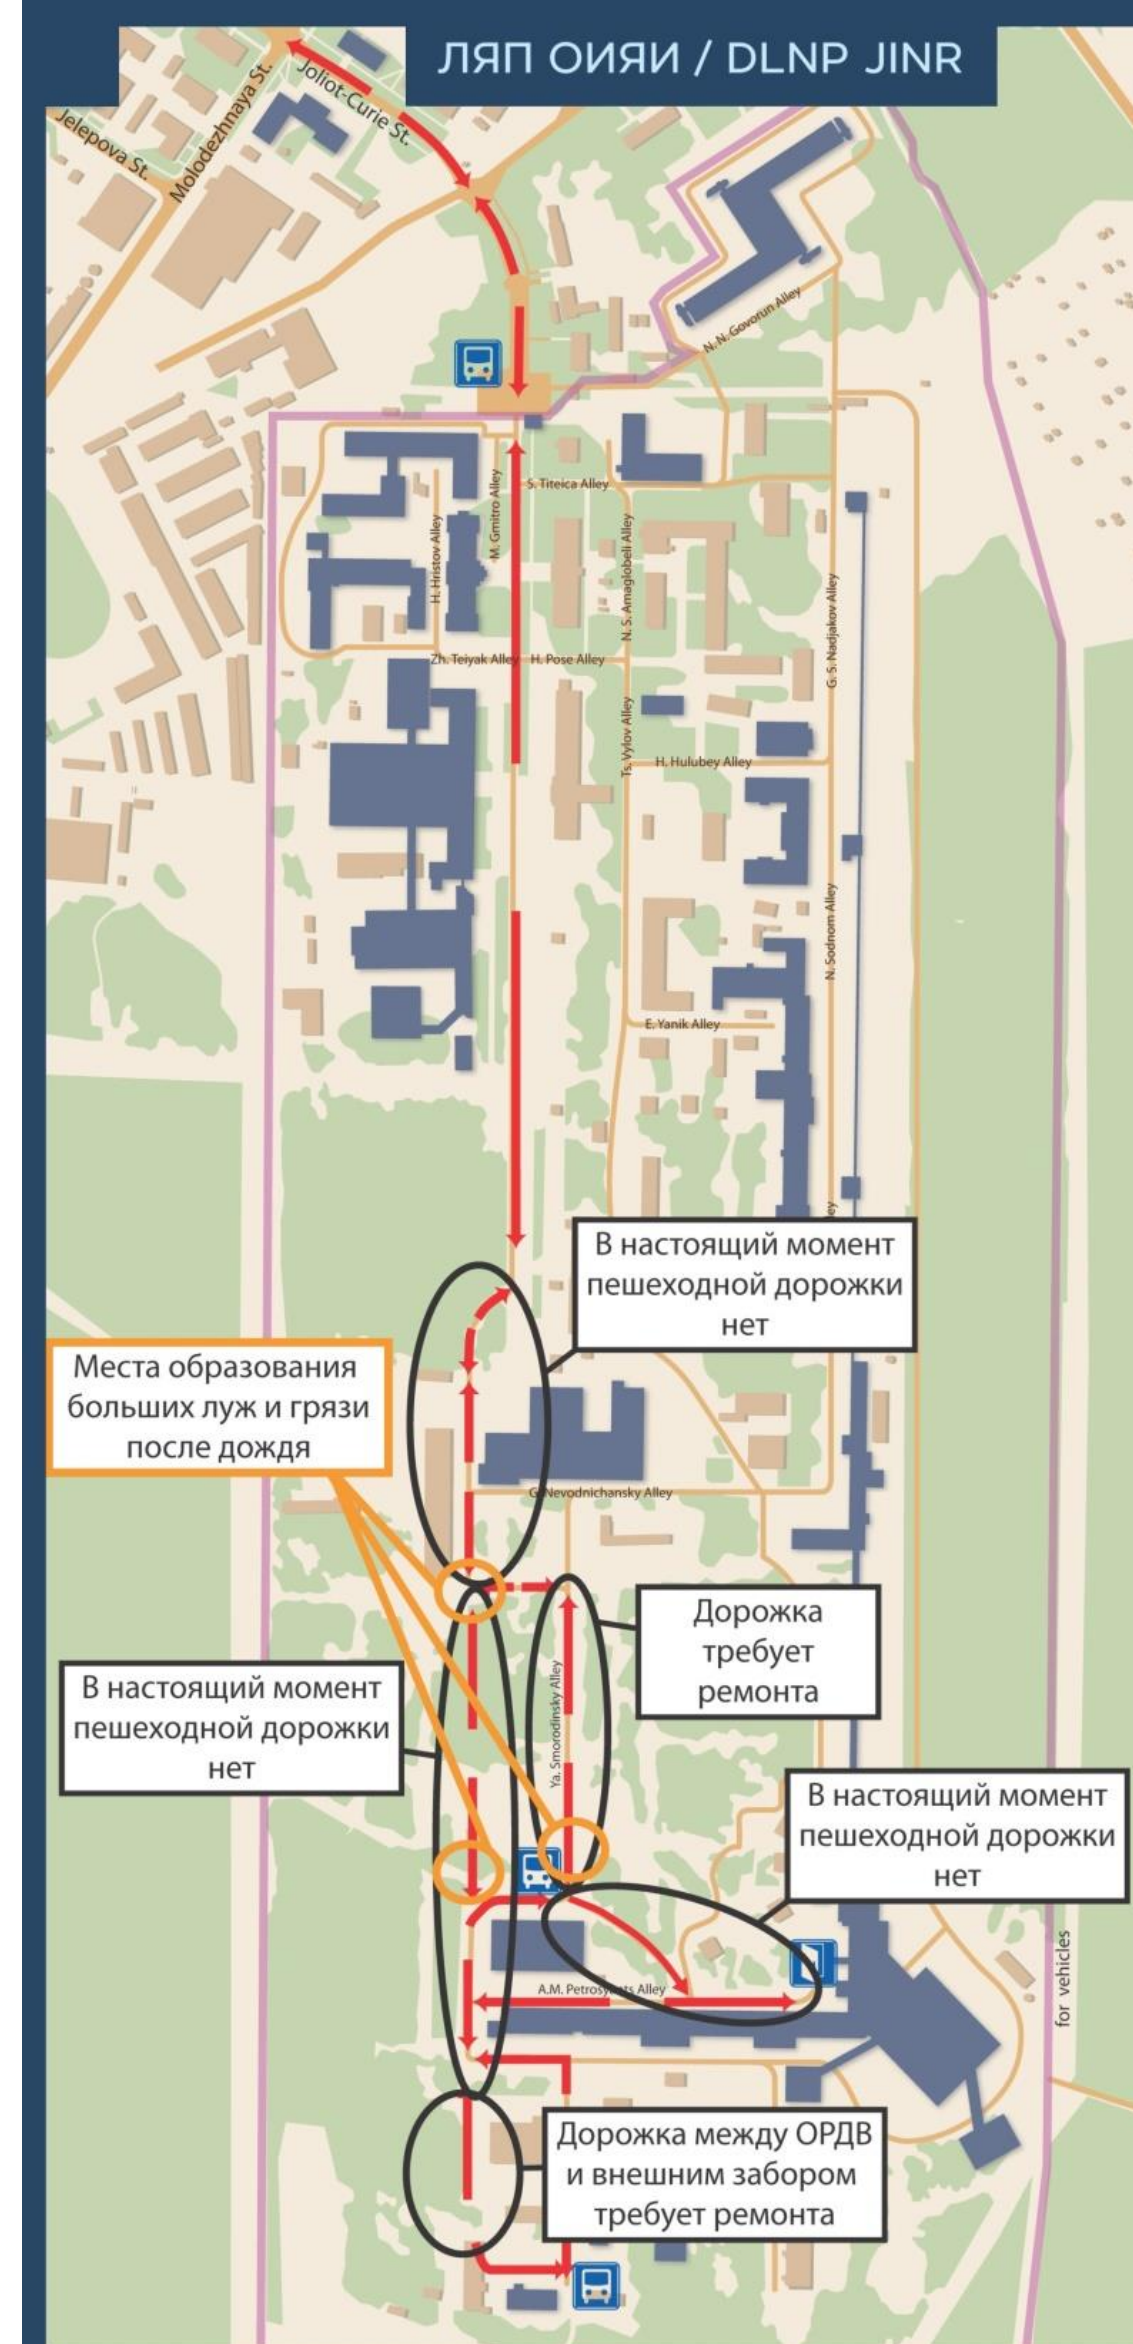 ЛЯП ОИЯИ / DLNP JINR
Joliot-Curie St.
Molodezhnaya St.
Jelepova St.
N. N. Govorun Alley
S. Titeica Alley
M. Gmitro Alley
H. Hristov Alley
N. S. Amaglobeli Alley
G. S. Nadjakov Alley
Zh. Teiyak Alley
H. Pose Alley
Ts. Vylov Alley
H. Hulubey Alley
N. Sodnom Alley
E. Yanik Alley
ey
В настоящий момент
пешеходной дорожки
нет
Места образования
больших луж и грязи
после дождя
G. Nevodnichansky Alley
Дорожка
требует
ремонта
Ya. Smorodinsky Alley
В настоящий момент
пешеходной дорожки
нет
В настоящий момент
пешеходной дорожки
нет
A.M. Petrosyants Alley
for vehicles
Дорожка между ОРДВ
и внешним забором
требует ремонта